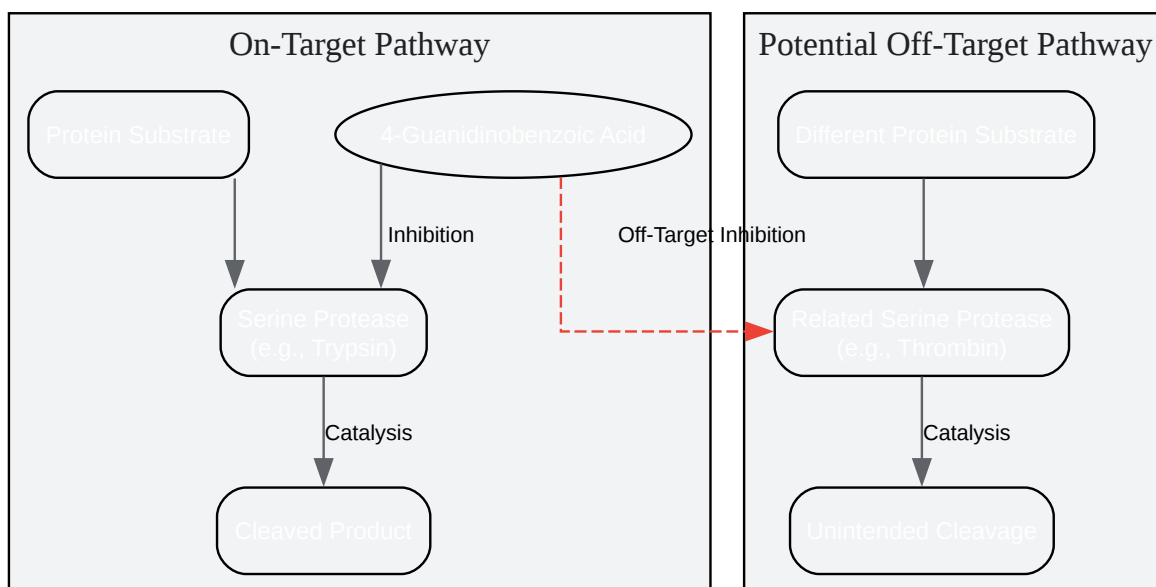 On-Target Pathway
Potential Off-Target Pathway
Protein Substrate
4-Guanidinobenzoic Acid
Different Protein Substrate
Inhibition
Off-Target Inhibition
Serine Protease
(e.g., Trypsin)
Related Serine Protease
(e.g., Thrombin)
Catalysis
Catalysis
Cleaved Product
Unintended Cleavage